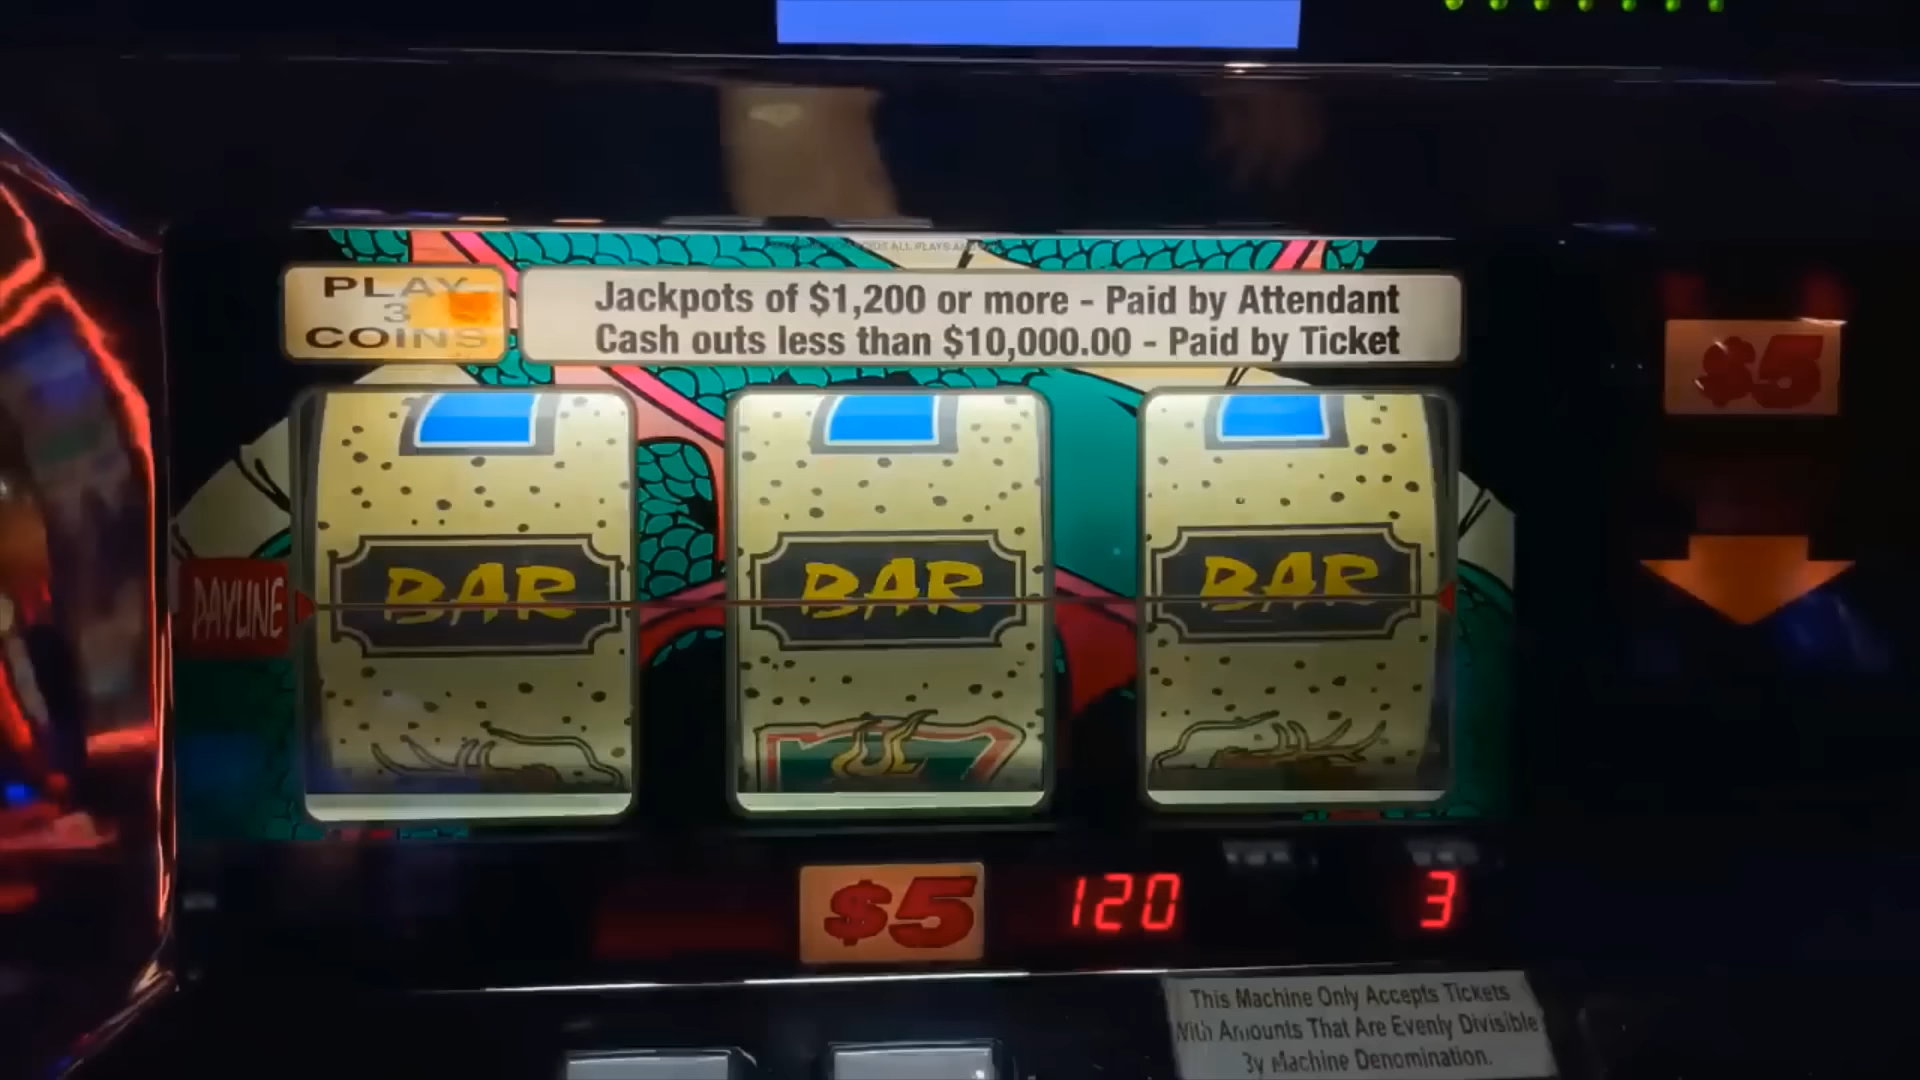 PLAY
3
COINS
Jackpots of $1,200 or more - Paid by Attendant
Cash outs less than $10,000.00 - Paid by Ticket
$5
BAR
BAR
BAR
PAYLINE
7
$5
120
3
This Machine Only Accepts Tickets
With Amounts That Are Evenly Divisible
By Machine Denomination.